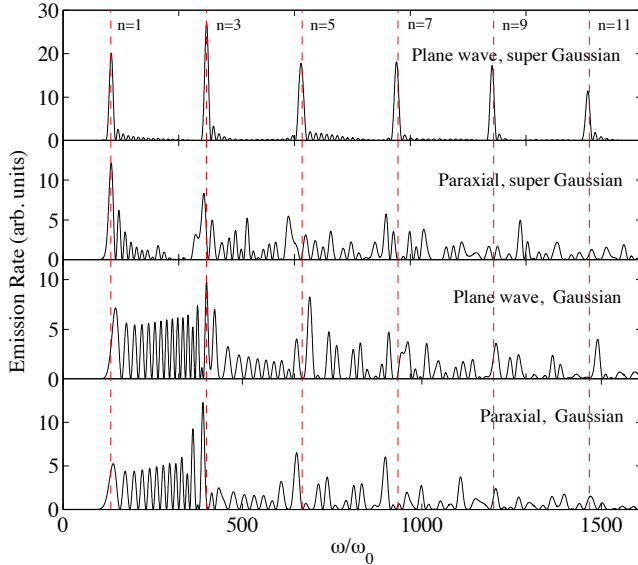 30
n=1 n=3 n=5 n=7 n=9 n=11
Plane wave, super Gaussian
20
10
0
Paraxial, super Gaussian
10
5
0
Plane wave, Gaussian
10
5
0
Paraxial, Gaussian
10
5
0
0 500 1000 1500
ω/ω0
Emission Rate (arb. units)